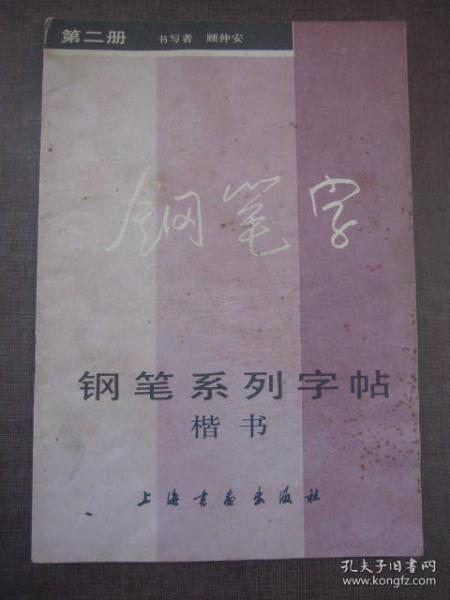 第二册 书写者 顾仲安
钢笔字
钢笔系列字帖
楷书
上海书画出版社
孔夫子旧书网
www.kongfz.com